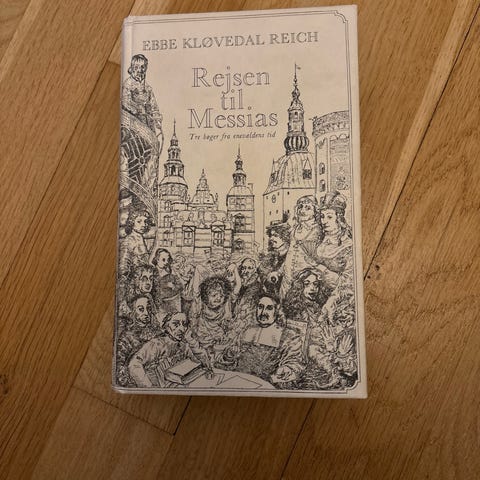 EBBE KLØVEDAL REICH
Rejsen
til
Messias
Tre bøger fra enevældens tid